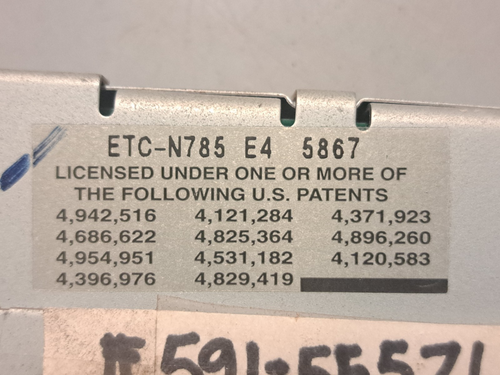 ETC-N785 E4 5867
LICENSED UNDER ONE OR MORE OF
THE FOLLOWING U.S. PATENTS
4,942,516 4,121,284 4,371,923
4,686,622 4,825,364 4,896,260
4,954,951 4,531,182 4,120,583
4,396,976 4,829,419
#591-55571